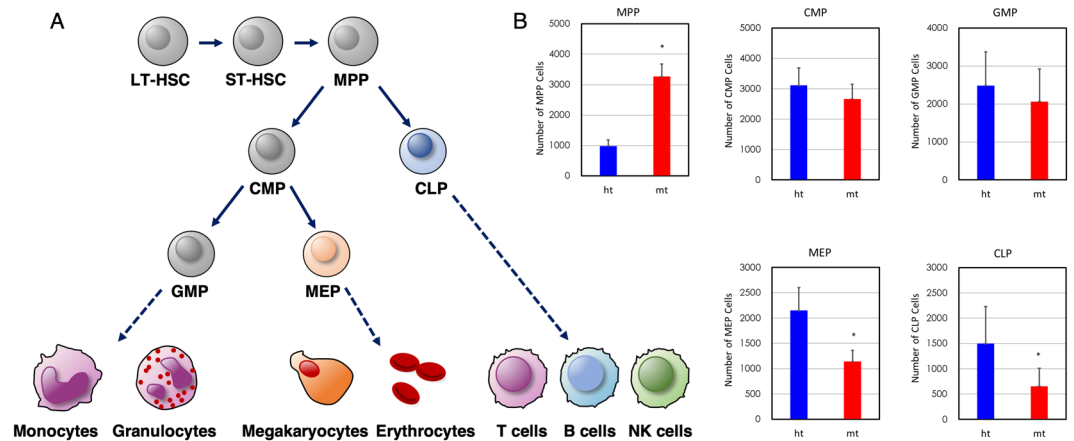 A
LT-HSC
ST-HSC
MPP
CMP
CLP
GMP
MEP
Monocytes
Granulocytes
Megakaryocytes
Erythrocytes
T cells
B cells
NK cells
B
MPP
Number of MPP Cells
5000
4000
3000
2000
1000
0
*
ht
mt
CMP
Number of CMP Cells
5000
4000
3000
2000
1000
0
ht
mt
GMP
Number of GMP Cells
4000
3000
2000
1000
0
ht
mt
MEP
Number of MEP Cells
3000
2500
2000
1500
1000
500
0
*
ht
mt
CLP
Number of CLP Cells
3000
2500
2000
1500
1000
500
0
*
ht
mt